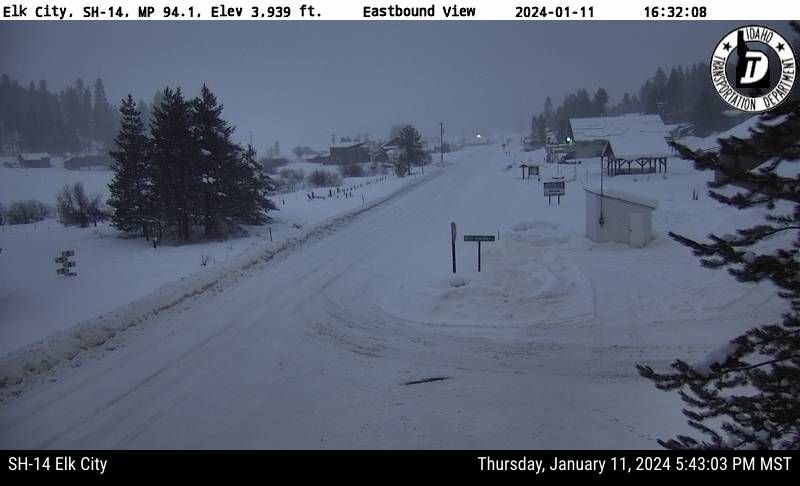 Elk City, SH-14, MP 94.1, Elev 3,939 ft. Eastbound View 2024-01-11 16:32:08
IDAHO
TRANSPORTATION DEPARTMENT
SH-14 Elk City Thursday, January 11, 2024 5:43:03 PM MST